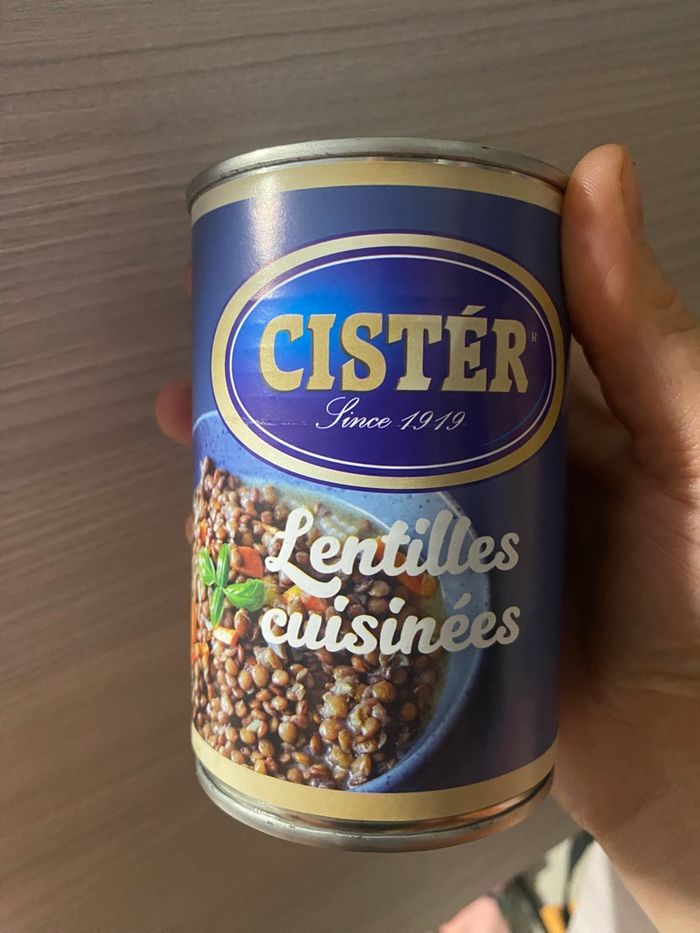 CISTÉR
R
Since 1919
Lentilles
cuisinées